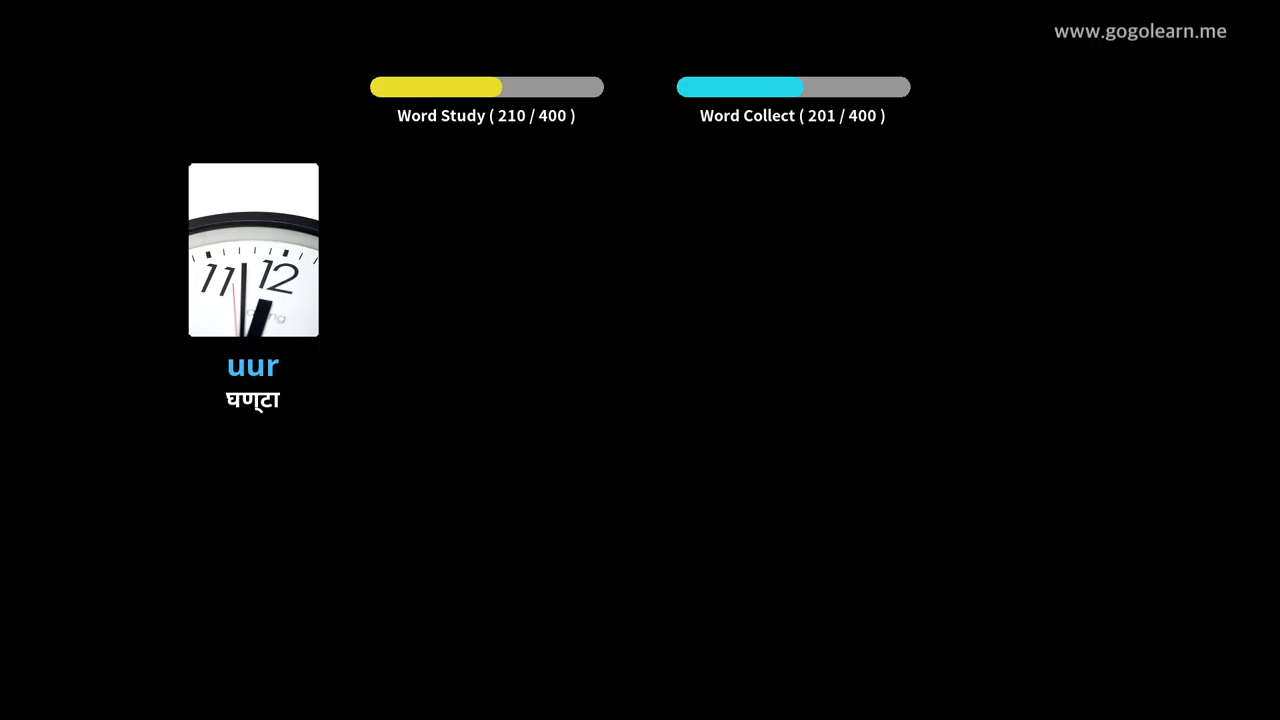 www.gogolearn.me
Word Study ( 210 / 400 )
Word Collect ( 201 / 400 )
11 12
uur
घण्टा